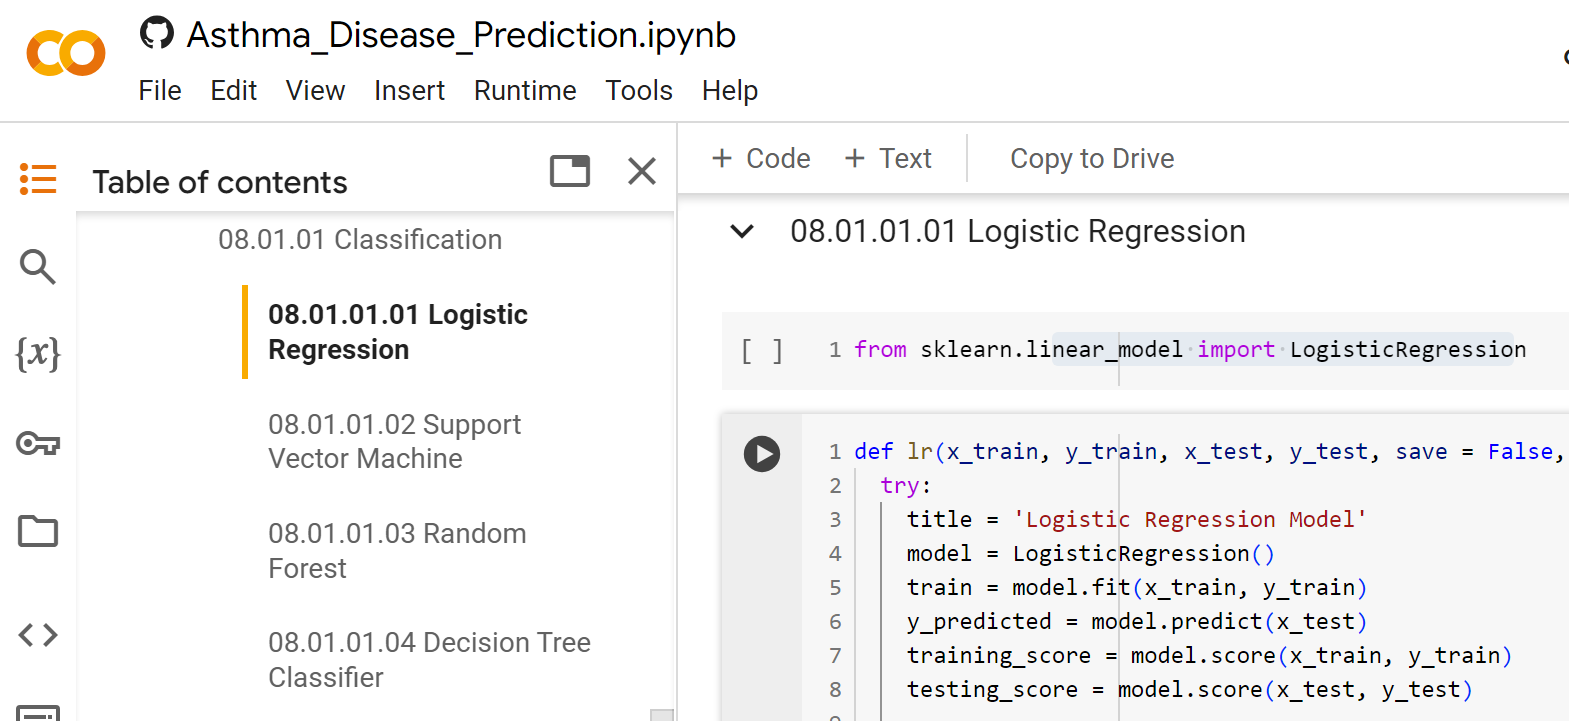 Asthma_Disease_Prediction.ipynb
File Edit View Insert Runtime Tools Help
Table of contents
08.01.01 Classification
08.01.01.01 Logistic
Regression
08.01.01.02 Support
Vector Machine
08.01.01.03 Random
Forest
08.01.01.04 Decision Tree
Classifier
{x}
+ Code + Text Copy to Drive
08.01.01.01 Logistic Regression
[ ] 1 from sklearn.linear_model import LogisticRegression
1 def lr(x_train, y_train, x_test, y_test, save = False,
2 try:
3 title = 'Logistic Regression Model'
4 model = LogisticRegression()
5 train = model.fit(x_train, y_train)
6 y_predicted = model.predict(x_test)
7 training_score = model.score(x_train, y_train)
8 testing_score = model.score(x_test, y_test)